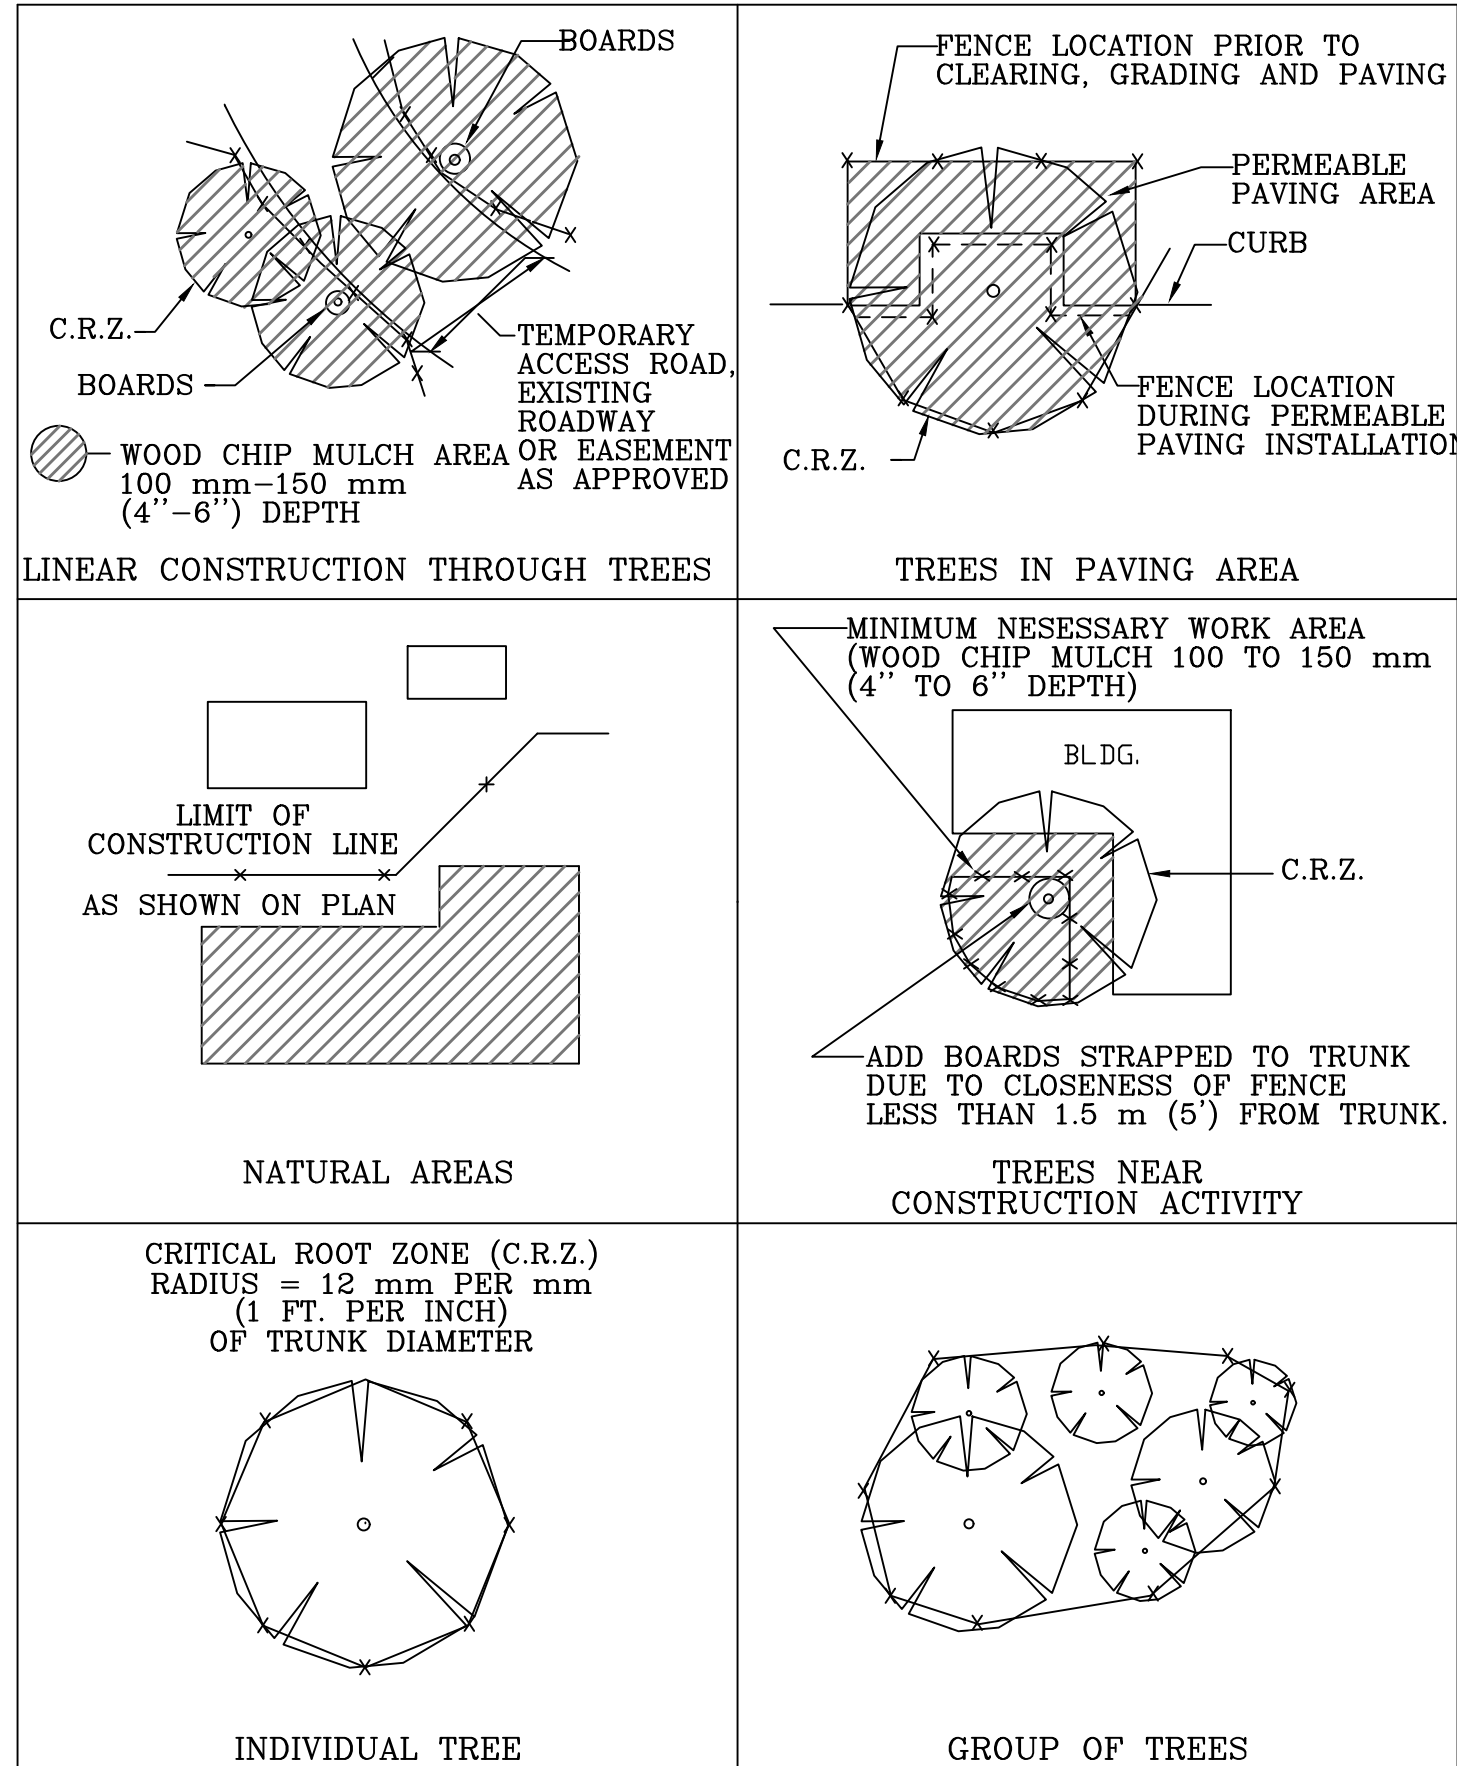 BOARDS
C.R.Z.
BOARDS
TEMPORARY
ACCESS ROAD,
EXISTING
ROADWAY
OR EASEMENT
AS APPROVED
WOOD CHIP MULCH AREA
100 mm-150 mm
(4''-6'') DEPTH
LINEAR CONSTRUCTION THROUGH TREES
FENCE LOCATION PRIOR TO
CLEARING, GRADING AND PAVING
PERMEABLE
PAVING AREA
CURB
FENCE LOCATION
DURING PERMEABLE
PAVING INSTALLATION
C.R.Z.
TREES IN PAVING AREA
LIMIT OF
CONSTRUCTION LINE
AS SHOWN ON PLAN
NATURAL AREAS
MINIMUM NESESSARY WORK AREA
(WOOD CHIP MULCH 100 TO 150 mm
(4'' TO 6'' DEPTH)
BLDG.
C.R.Z.
ADD BOARDS STRAPPED TO TRUNK
DUE TO CLOSENESS OF FENCE
LESS THAN 1.5 m (5') FROM TRUNK.
TREES NEAR
CONSTRUCTION ACTIVITY
CRITICAL ROOT ZONE (C.R.Z.)
RADIUS = 12 mm PER mm
(1 FT. PER INCH)
OF TRUNK DIAMETER
INDIVIDUAL TREE
GROUP OF TREES